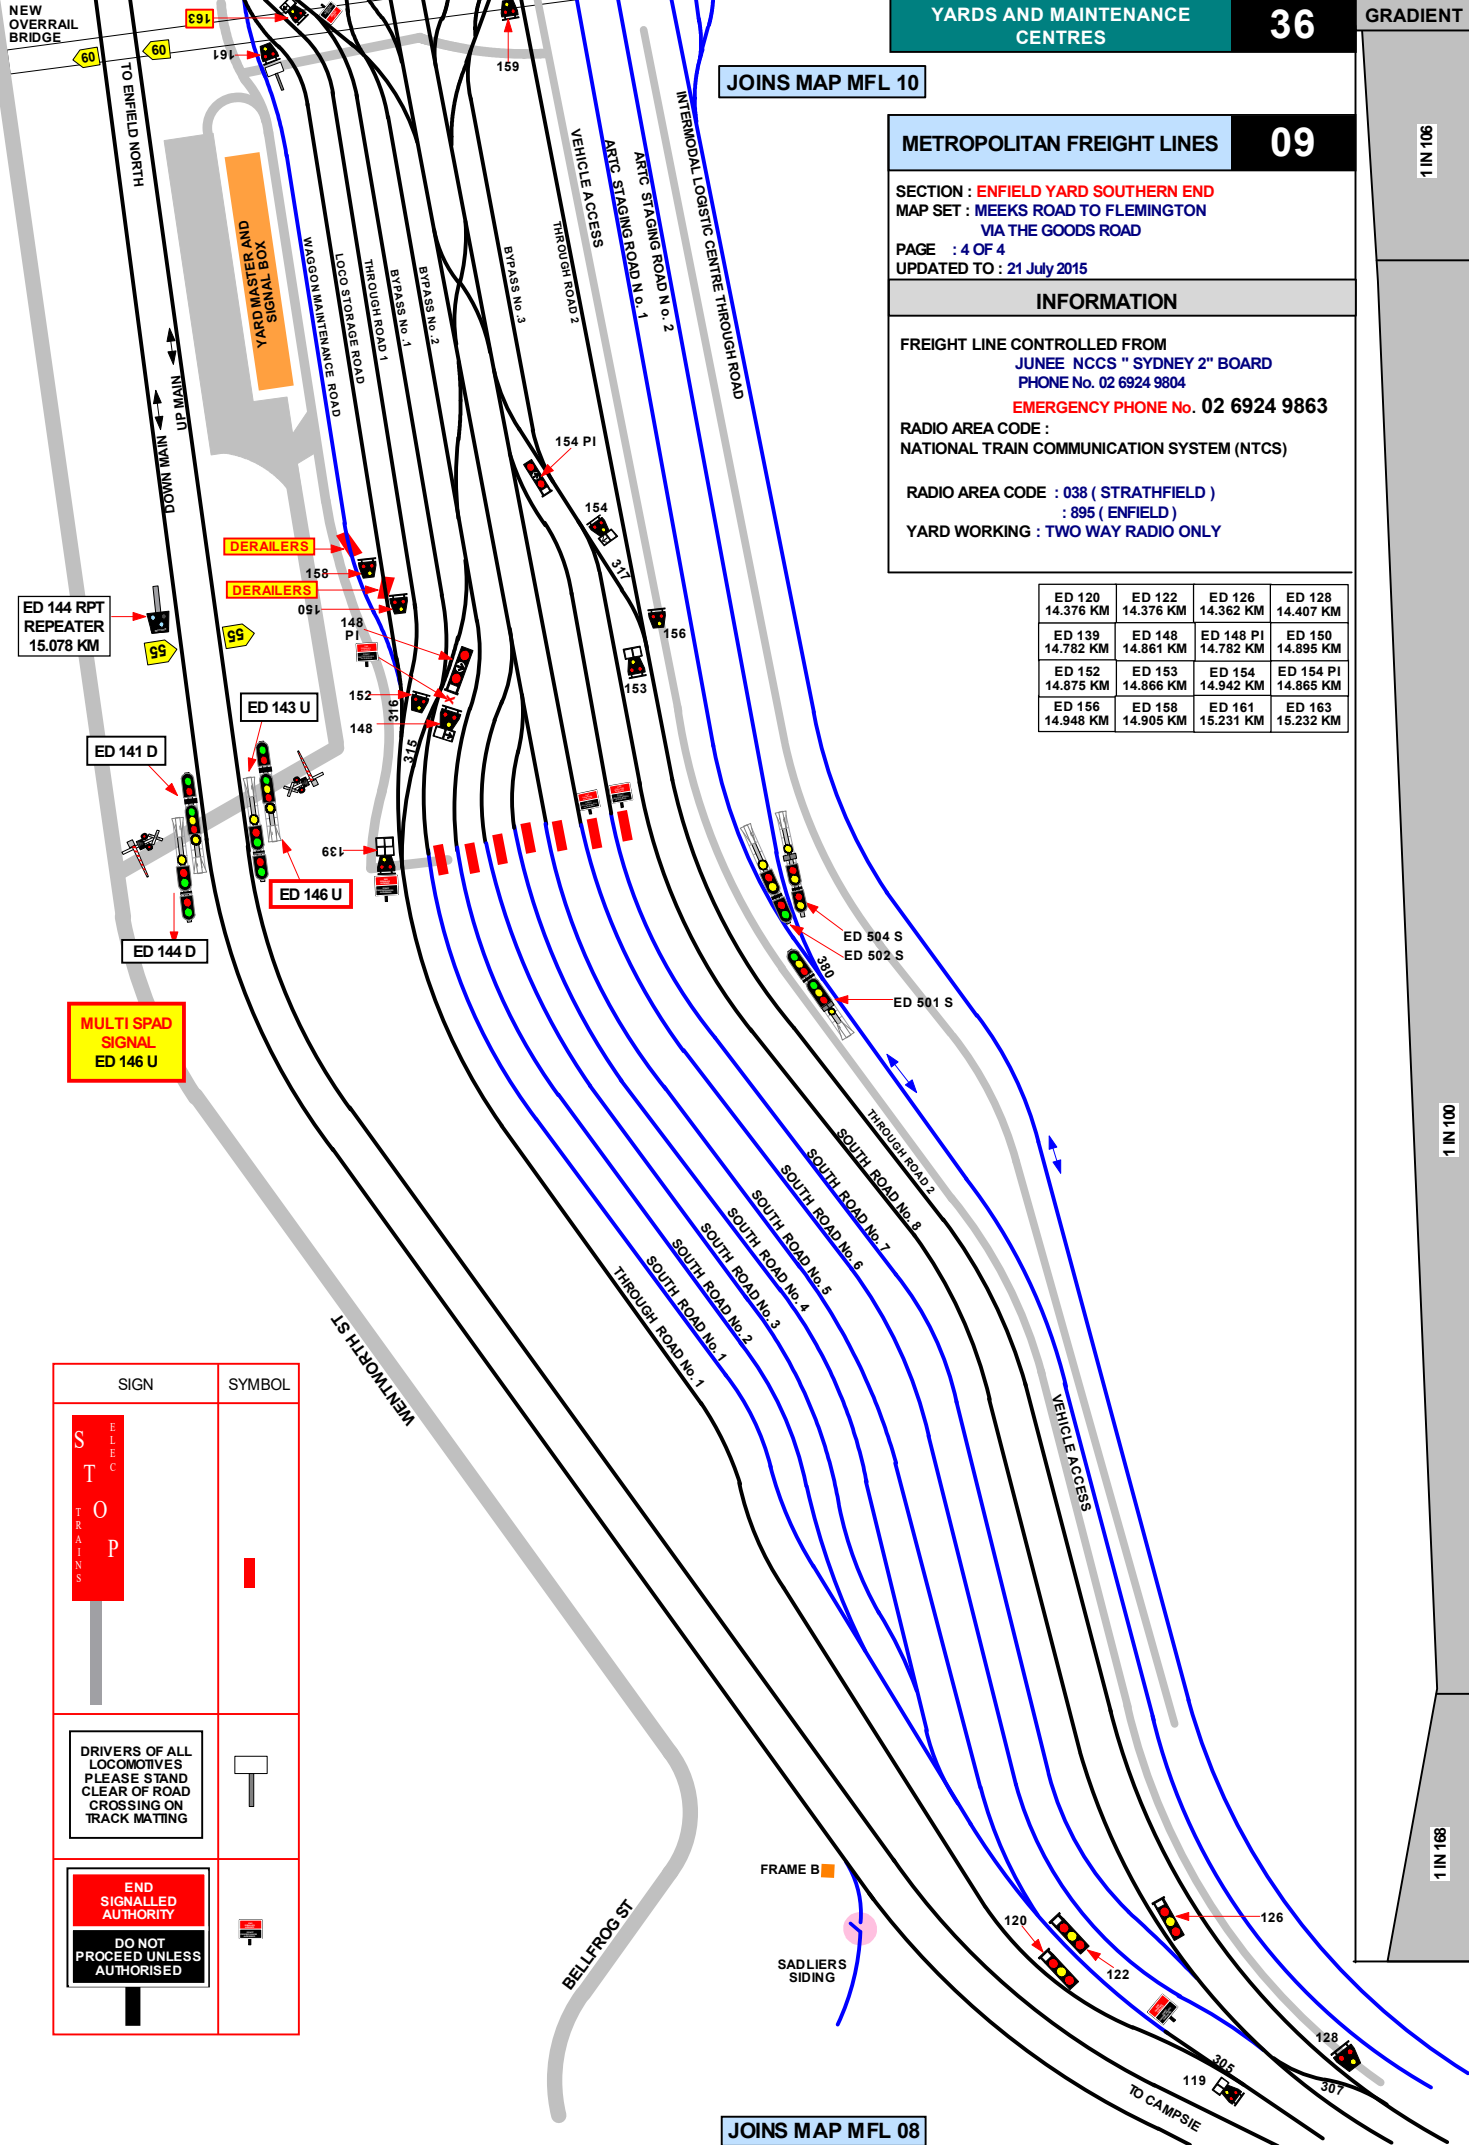 NEW
OVERRAIL
BRIDGE
60
60
163
161
159
TO ENFIELD NORTH
YARDS AND MAINTENANCE
CENTRES
36
GRADIENT
JOINS MAP MFL 10
METROPOLITAN FREIGHT LINES
09
SECTION : ENFIELD YARD SOUTHERN END
MAP SET : MEEKS ROAD TO FLEMINGTON
VIA THE GOODS ROAD
PAGE : 4 OF 4
UPDATED TO : 21 July 2015
INFORMATION
FREIGHT LINE CONTROLLED FROM
JUNEE NCCS " SYDNEY 2" BOARD
PHONE No. 02 6924 9804
EMERGENCY PHONE No. 02 6924 9863
RADIO AREA CODE :
NATIONAL TRAIN COMMUNICATION SYSTEM (NTCS)
RADIO AREA CODE : 038 ( STRATHFIELD )
: 895 ( ENFIELD )
YARD WORKING : TWO WAY RADIO ONLY
ED 120 ED 122 ED 126 ED 128
14.376 KM 14.376 KM 14.362 KM 14.407 KM
ED 139 ED 148 ED 148 PI ED 150
14.782 KM 14.861 KM 14.782 KM 14.895 KM
ED 152 ED 153 ED 154 ED 154 PI
14.875 KM 14.866 KM 14.942 KM 14.865 KM
ED 156 ED 158 ED 161 ED 163
14.948 KM 14.905 KM 15.231 KM 15.232 KM
1 IN 106
1 IN 100
1 IN 168
YARD MASTER AND
SIGNAL BOX
WAGGON MAINTENANCE ROAD
LOCO STORAGE ROAD
THROUGH ROAD 1
BYPASS No .1
BYPASS No .2
BYPASS No .3
THROUGH ROAD 2
VEHICLE ACCESS
ARTC STAGING ROAD N o. 1
ARTC STAGING ROAD N o. 2
INTERMODAL LOGISTIC CENTRE THROUGH ROAD
DOWN MAIN
UP MAIN
154 PI
154
317
DERAILERS
158
DERAILERS
150
148
PI
156
153
152
148
316
315
139
ED 144 RPT
REPEATER
15.078 KM
55
55
ED 143 U
ED 141 D
ED 146 U
ED 144 D
MULTI SPAD
SIGNAL
ED 146 U
ED 504 S
ED 502 S
380
ED 501 S
THROUGH ROAD 2
SOUTH ROAD No. 8
SOUTH ROAD No. 7
SOUTH ROAD No. 6
SOUTH ROAD No. 5
SOUTH ROAD No. 4
SOUTH ROAD No. 3
SOUTH ROAD No. 2
SOUTH ROAD No. 1
THROUGH ROAD No. 1
WENTWORTH ST
VEHICLE ACCESS
SIGN SYMBOL
STOP
ELEC
TRAINS
DRIVERS OF ALL
LOCOMOTIVES
PLEASE STAND
CLEAR OF ROAD
CROSSING ON
TRACK MATTING
END
SIGNALLED
AUTHORITY
DO NOT
PROCEED UNLESS
AUTHORISED
BELLFROG ST
FRAME B
SADLIERS
SIDING
120
122
126
128
305
119
307
TO CAMPSIE
JOINS MAP MFL 08